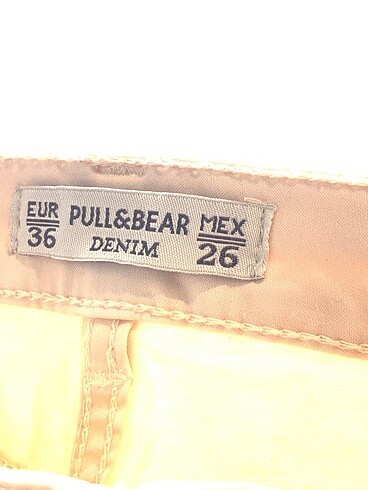 EUR 36
PULL&BEAR
DENIM
MEX 26